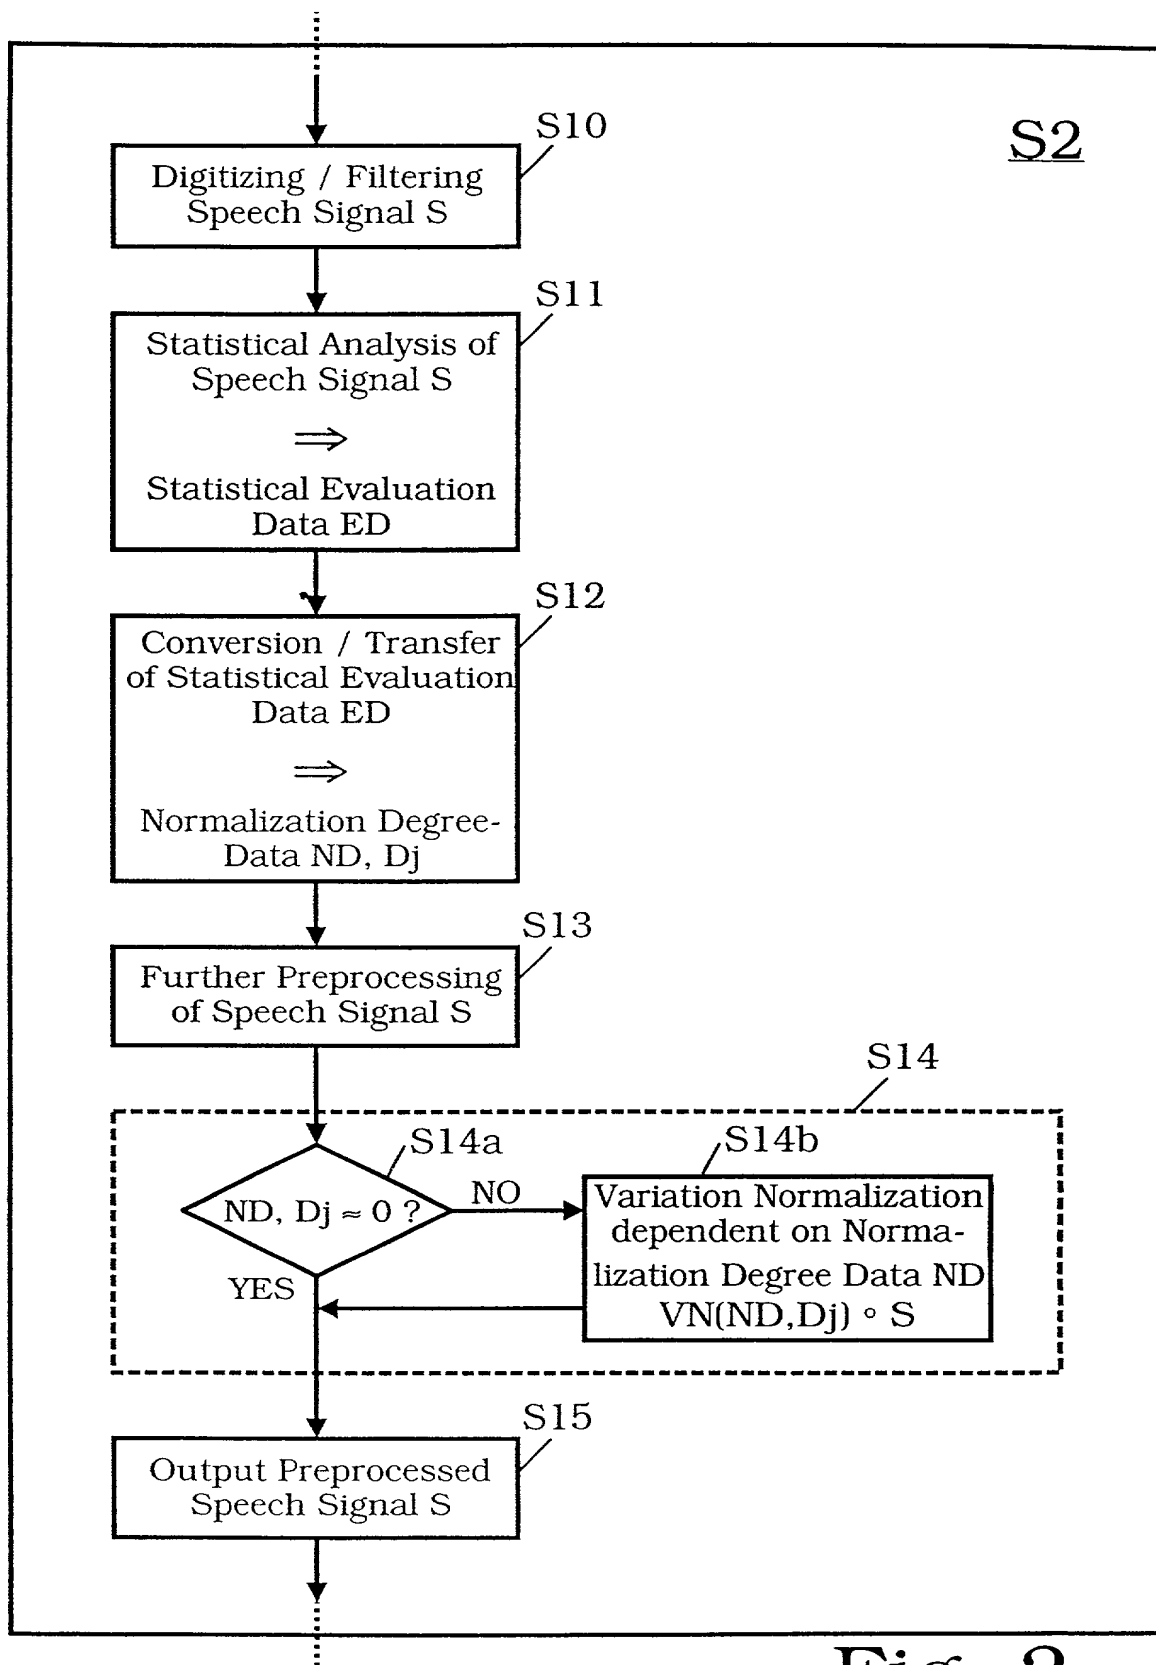 S2
S10
Digitizing / Filtering
Speech Signal S
S11
Statistical Analysis of
Speech Signal S
⇒
Statistical Evaluation
Data ED
S12
Conversion / Transfer
of Statistical Evaluation
Data ED
⇒
Normalization Degree-
Data ND, Dj
S13
Further Preprocessing
of Speech Signal S
S14
S14a
ND, Dj ≈ 0 ?
NO
YES
S14b
Variation Normalization
dependent on Norma-
lization Degree Data ND
VN(ND,Dj) ∘ S
S15
Output Preprocessed
Speech Signal S